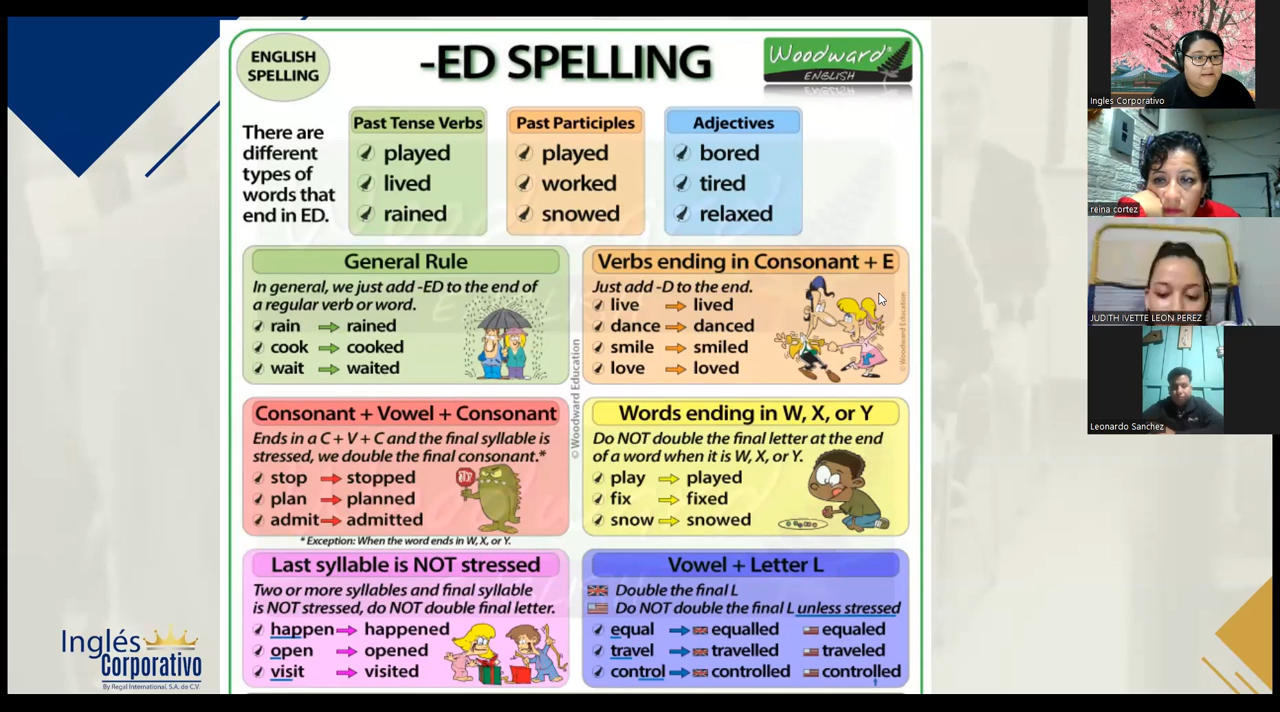 ENGLISH
SPELLING
-ED SPELLING
Woodward®
ENGLISH
There are
different
types of
words that
end in ED.
Past Tense Verbs
played
lived
rained
Past Participles
played
worked
snowed
Adjectives
bored
tired
relaxed
General Rule
In general, we just add -ED to the end of
a regular verb or word.
rain rained
cook cooked
wait waited
Verbs ending in Consonant + E
Just add -D to the end.
live lived
dance danced
smile smiled
love loved
© Woodward Education
© Woodward Education
Consonant + Vowel + Consonant
Ends in a C + V + C and the final syllable is
stressed, we double the final consonant.*
stop stopped
plan planned
admit admitted
* Exception: When the word ends in W, X, or Y.
Words ending in W, X, or Y
Do NOT double the final letter at the end
of a word when it is W, X, or Y.
play played
fix fixed
snow snowed
Last syllable is NOT stressed
Two or more syllables and final syllable
is NOT stressed, do NOT double final letter.
happen happened
open opened
visit visited
Vowel + Letter L
Double the final L
Do NOT double the final L unless stressed
equal equalled equaled
travel travelled traveled
control controlled controlled
Inglés
Corporativo
By Regal International, S.A. de C.V.
Ingles Corporativo
reina cortez
JUDITH IVETTE LEON PEREZ
Leonardo Sanchez